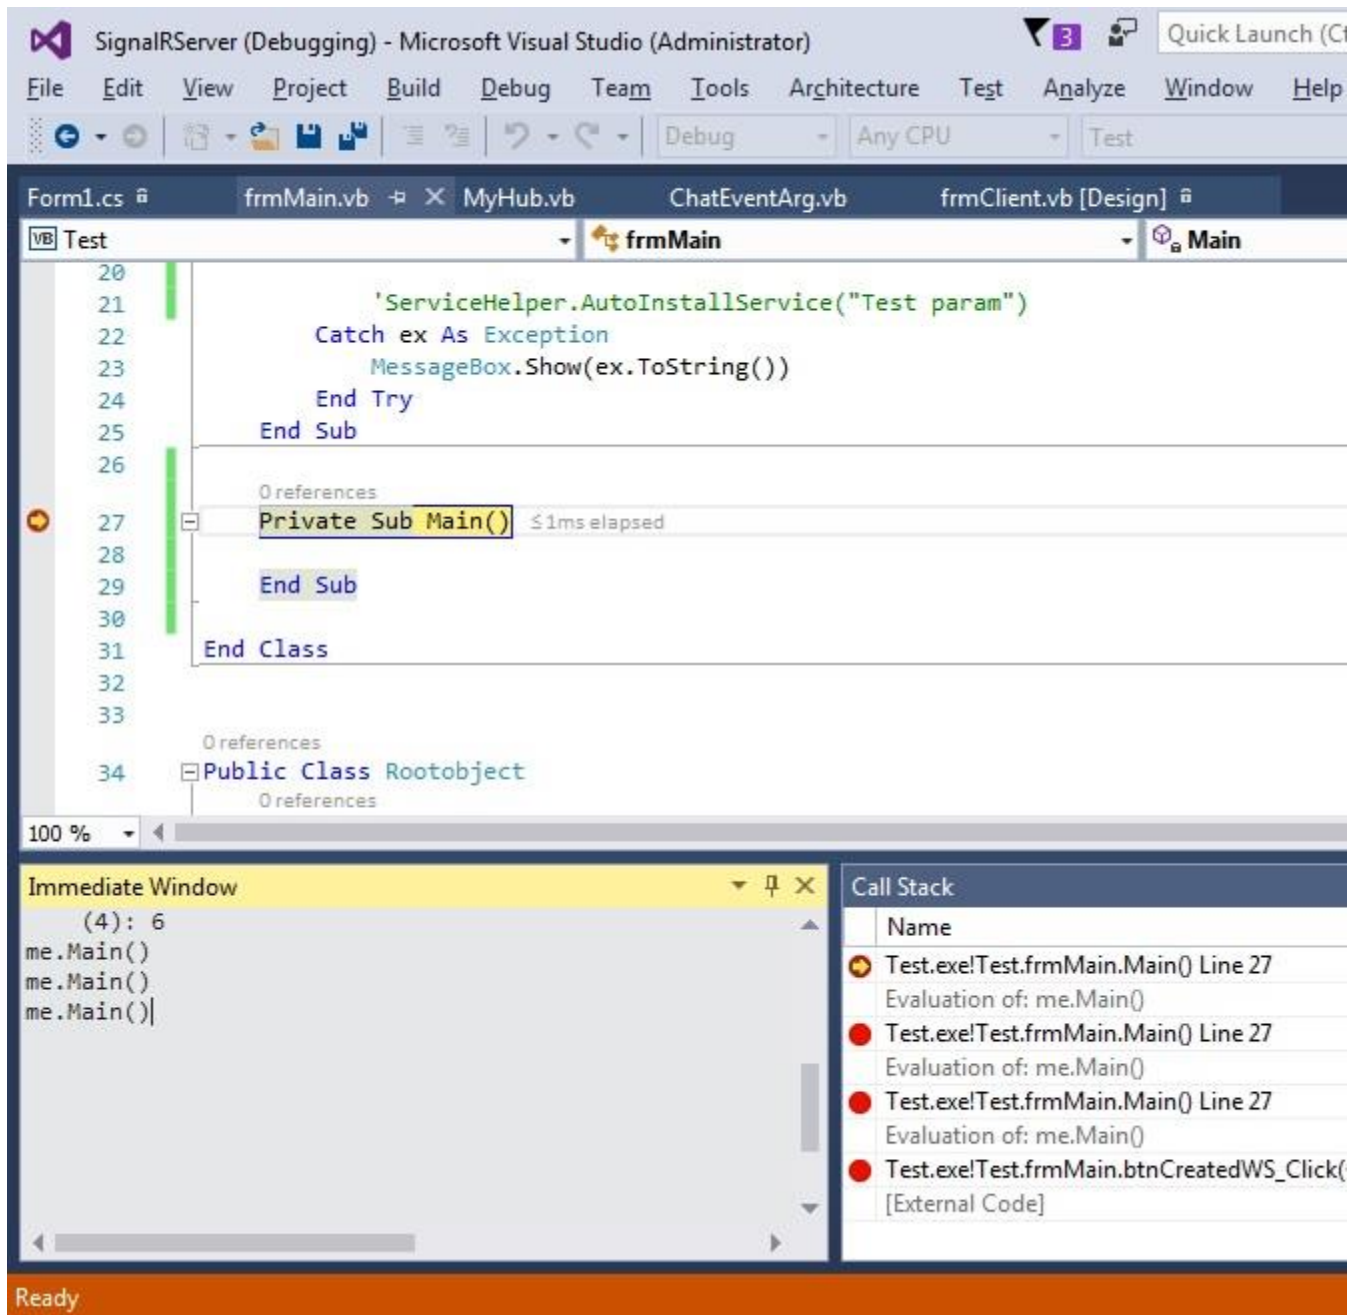 SignalRServer (Debugging) - Microsoft Visual Studio (Administrator) 3 Quick Launch (Ct
File Edit View Project Build Debug Team Tools Architecture Test Analyze Window Help
Debug Any CPU Test
Form1.cs frmMain.vb MyHub.vb ChatEventArg.vb frmClient.vb [Design]
VB Test frmMain Main
20
21 'ServiceHelper.AutoInstallService("Test param")
22 Catch ex As Exception
23 MessageBox.Show(ex.ToString())
24 End Try
25 End Sub
26
0 references
27 Private Sub Main() ≤1ms elapsed
28
29 End Sub
30
31 End Class
32
33
0 references
34 Public Class Rootobject
0 references
100 %
Immediate Window
(4): 6
me.Main()
me.Main()
me.Main()
Call Stack
Name
Test.exe!Test.frmMain.Main() Line 27
Evaluation of: me.Main()
Test.exe!Test.frmMain.Main() Line 27
Evaluation of: me.Main()
Test.exe!Test.frmMain.Main() Line 27
Evaluation of: me.Main()
Test.exe!Test.frmMain.btnCreatedWS_Click(
[External Code]
Ready